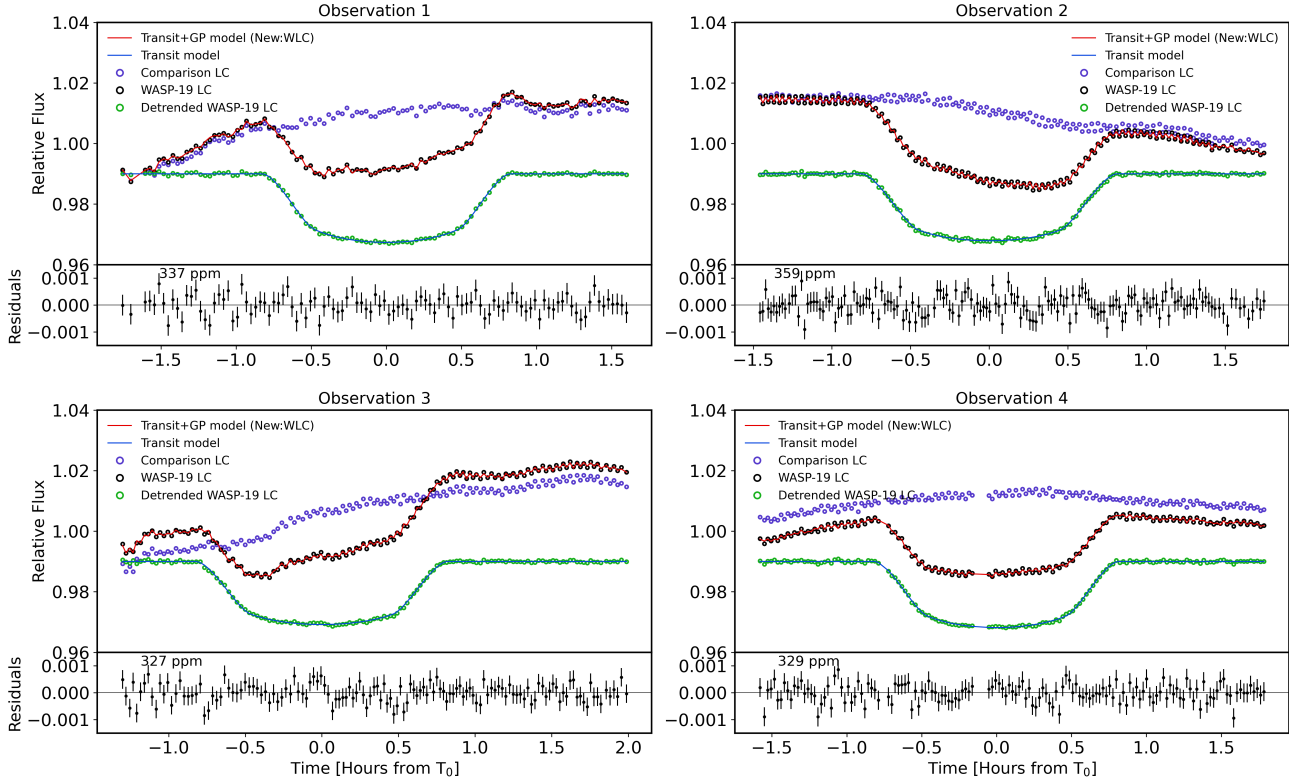 Observation 1
Relative Flux
1.04
1.02
1.00
0.98
0.96
Transit+GP model (New:WLC)
Transit model
Comparison LC
WASP-19 LC
Detrended WASP-19 LC
Residuals
0.001
0.000
−0.001
337 ppm
−1.5 −1.0 −0.5 0.0 0.5 1.0 1.5
Observation 2
1.04
1.02
1.00
0.98
0.96
Transit+GP model (New:WLC)
Transit model
Comparison LC
WASP-19 LC
Detrended WASP-19 LC
0.001
0.000
−0.001
359 ppm
−1.5 −1.0 −0.5 0.0 0.5 1.0 1.5
Observation 3
Relative Flux
1.04
1.02
1.00
0.98
0.96
Transit+GP model (New:WLC)
Transit model
Comparison LC
WASP-19 LC
Detrended WASP-19 LC
Residuals
0.001
0.000
−0.001
327 ppm
−1.0 −0.5 0.0 0.5 1.0 1.5 2.0
Time [Hours from T0]
Observation 4
1.04
1.02
1.00
0.98
0.96
Transit+GP model (New:WLC)
Transit model
Comparison LC
WASP-19 LC
Detrended WASP-19 LC
0.001
0.000
−0.001
329 ppm
−1.5 −1.0 −0.5 0.0 0.5 1.0 1.5
Time [Hours from T0]